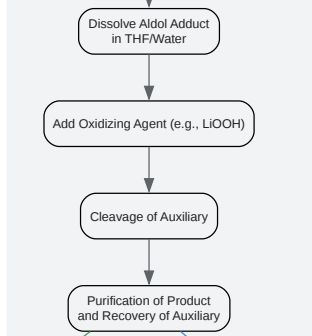 Dissolve Aldol Adduct
in THF/Water
Add Oxidizing Agent (e.g., LiOOH)
Cleavage of Auxiliary
Purification of Product
and Recovery of Auxiliary